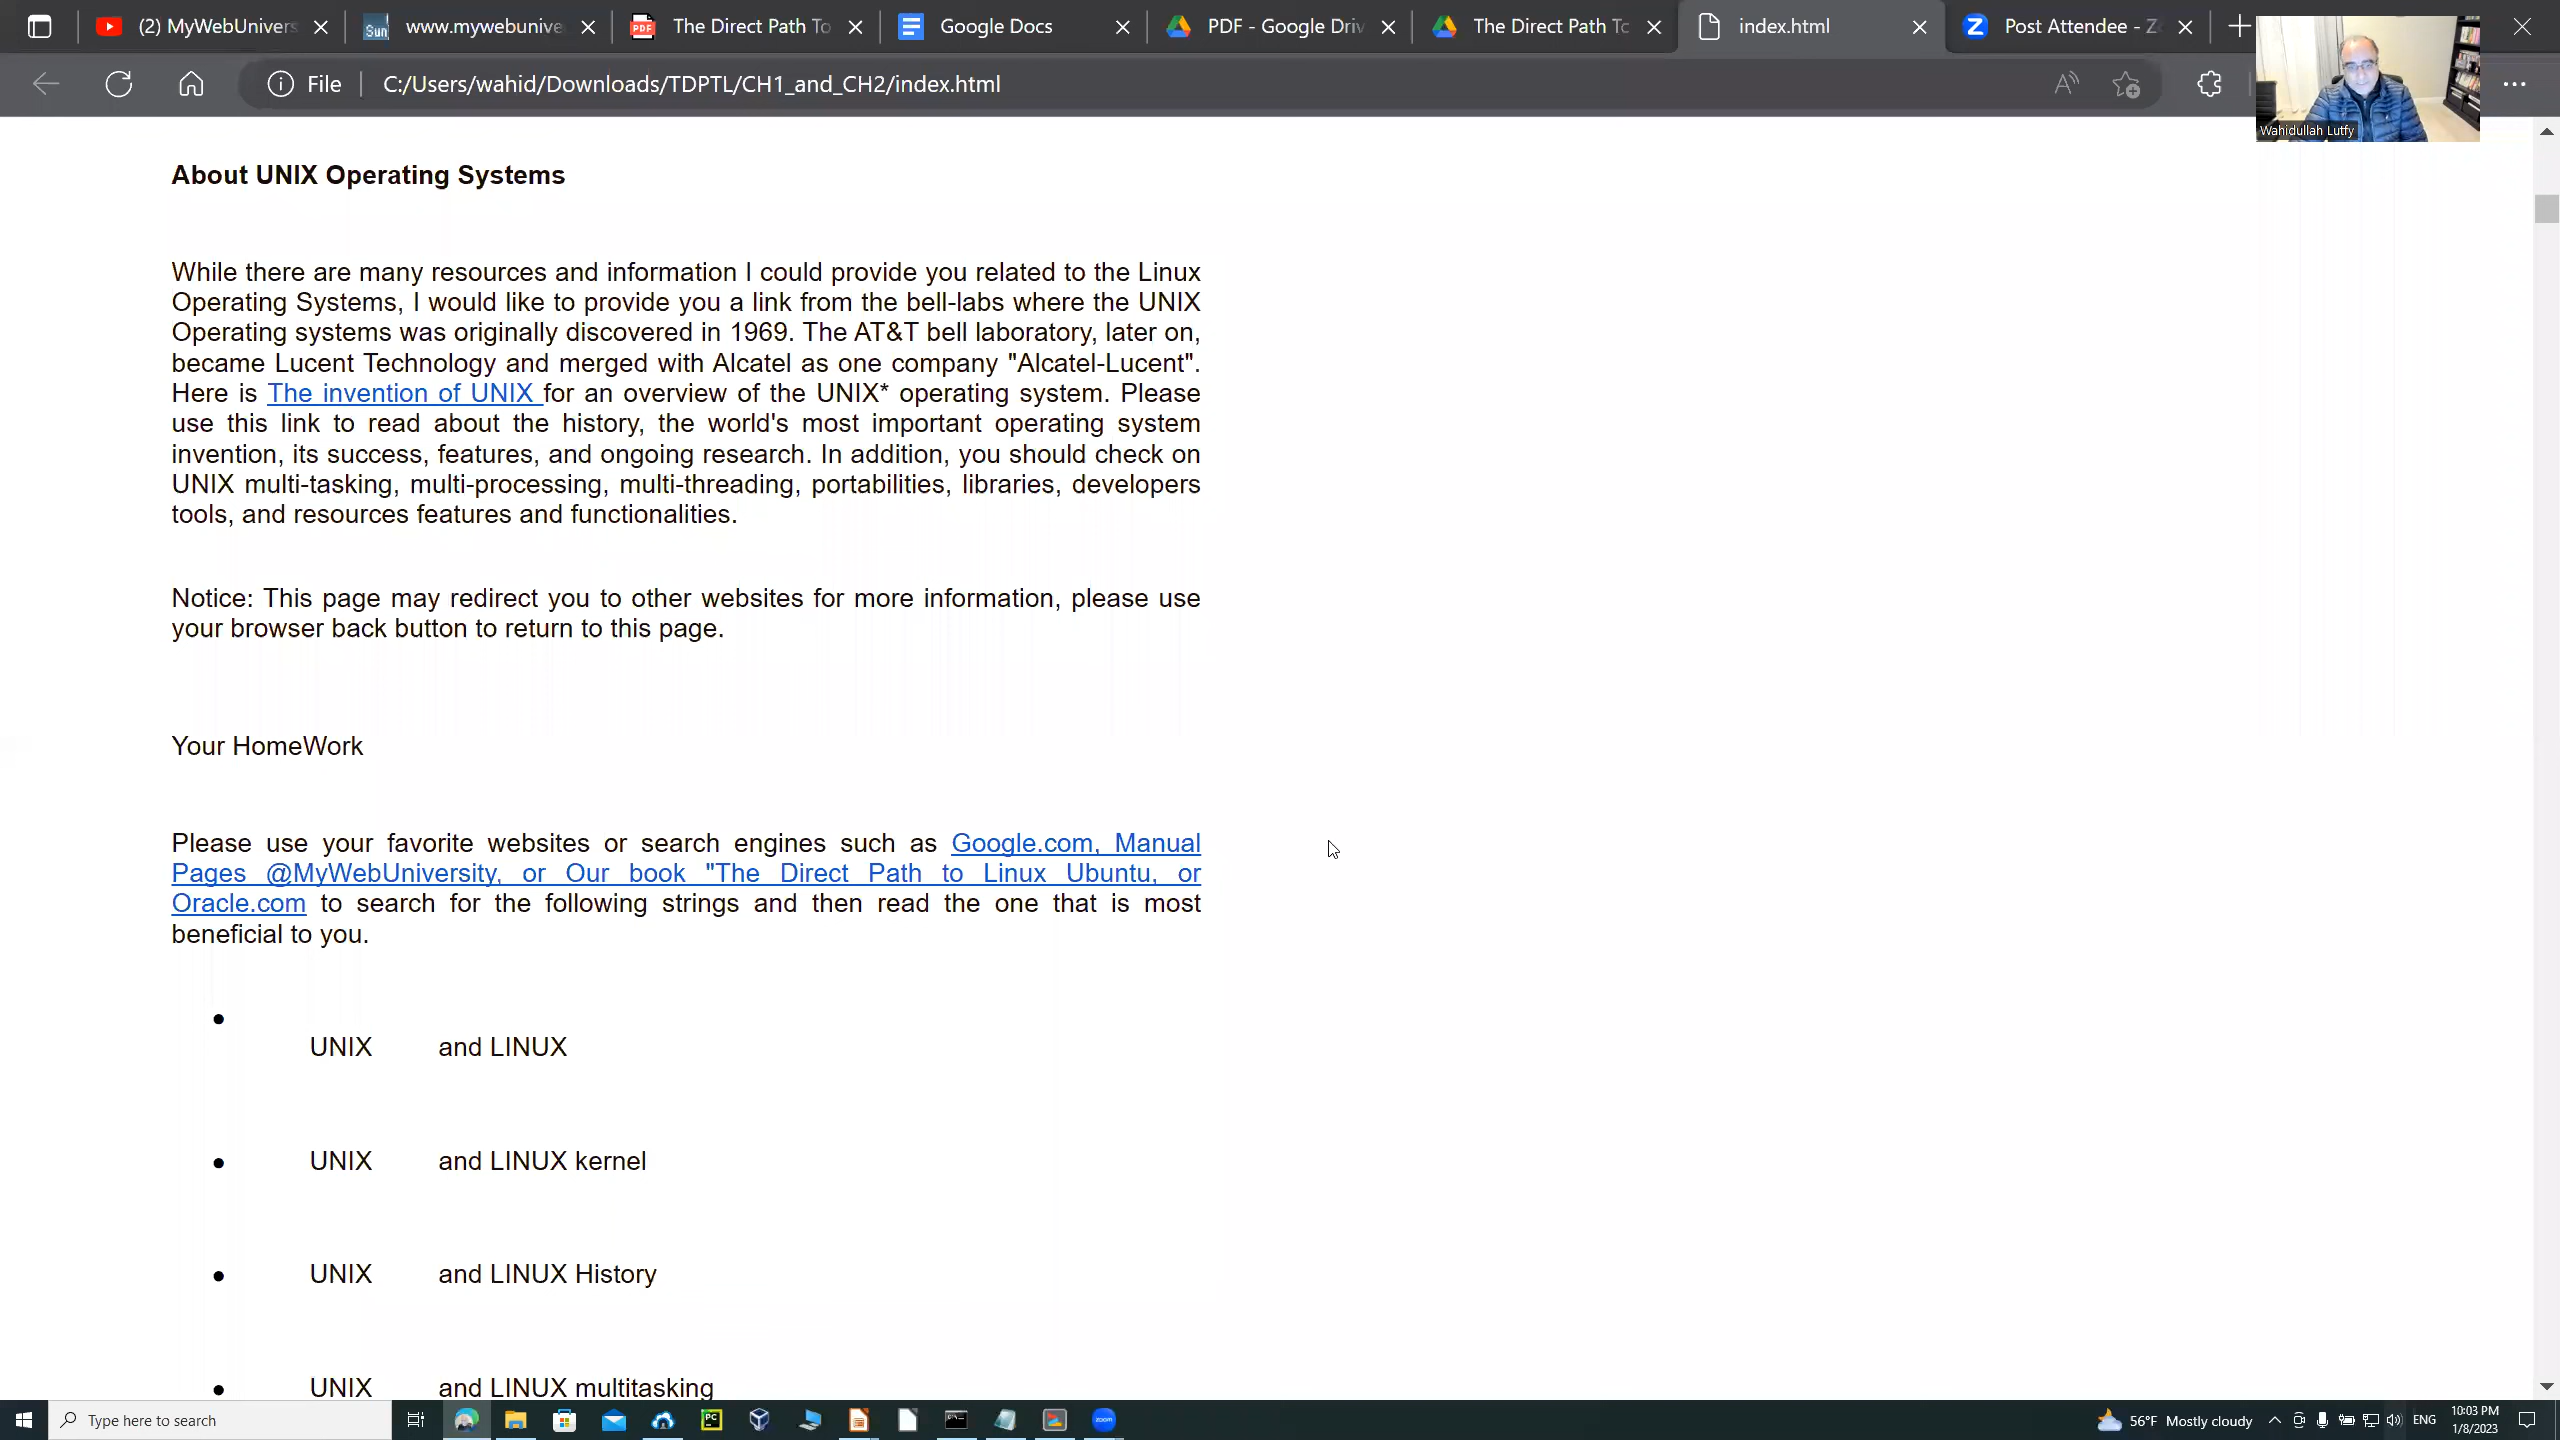 (2) MyWebUnivers
www.mywebunive
The Direct Path To
Google Docs
PDF - Google Driv
The Direct Path To
index.html
Post Attendee - Z
File
C:/Users/wahid/Downloads/TDPTL/CH1_and_CH2/index.html
Wahidullah Lutfy
About UNIX Operating Systems
While there are many resources and information I could provide you related to the Linux
Operating Systems, I would like to provide you a link from the bell-labs where the UNIX
Operating systems was originally discovered in 1969. The AT&T bell laboratory, later on,
became Lucent Technology and merged with Alcatel as one company "Alcatel-Lucent".
Here is The invention of UNIX for an overview of the UNIX* operating system. Please
use this link to read about the history, the world's most important operating system
invention, its success, features, and ongoing research. In addition, you should check on
UNIX multi-tasking, multi-processing, multi-threading, portabilities, libraries, developers
tools, and resources features and functionalities.
Notice: This page may redirect you to other websites for more information, please use
your browser back button to return to this page.
Your HomeWork
Please use your favorite websites or search engines such as Google.com, Manual
Pages @MyWebUniversity, or Our book "The Direct Path to Linux Ubuntu, or
Oracle.com to search for the following strings and then read the one that is most
beneficial to you.
UNIX and LINUX
UNIX and LINUX kernel
UNIX and LINUX History
UNIX and LINUX multitasking
Type here to search
56°F Mostly cloudy
ENG
10:03 PM
1/8/2023